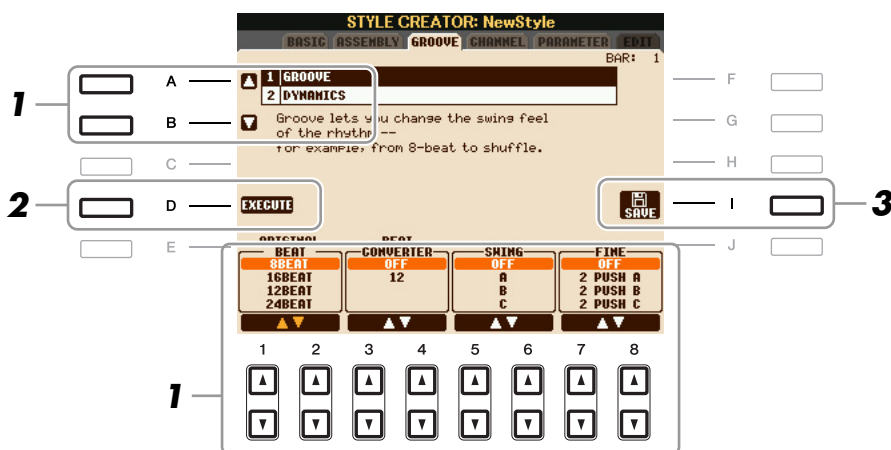 STYLE CREATOR: NewStyle
BASIC ASSEMBLY GROOVE CHANNEL PARAMETER EDIT
BAR: 1
1 GROOVE
2 DYNAMICS
Groove lets you change the swing feel
of the rhythm --
for example, from 8-beat to shuffle.
1
A
B
C
2
D
E
F
G
H
I
3
J
EXECUTE
SAVE
ORIGINAL BEAT
BEAT CONVERTER SWING FINE
8BEAT OFF OFF OFF
16BEAT 12 A 2 PUSH A
12BEAT B 2 PUSH B
24BEAT C 2 PUSH C
1 2 3 4 5 6 7 8
1